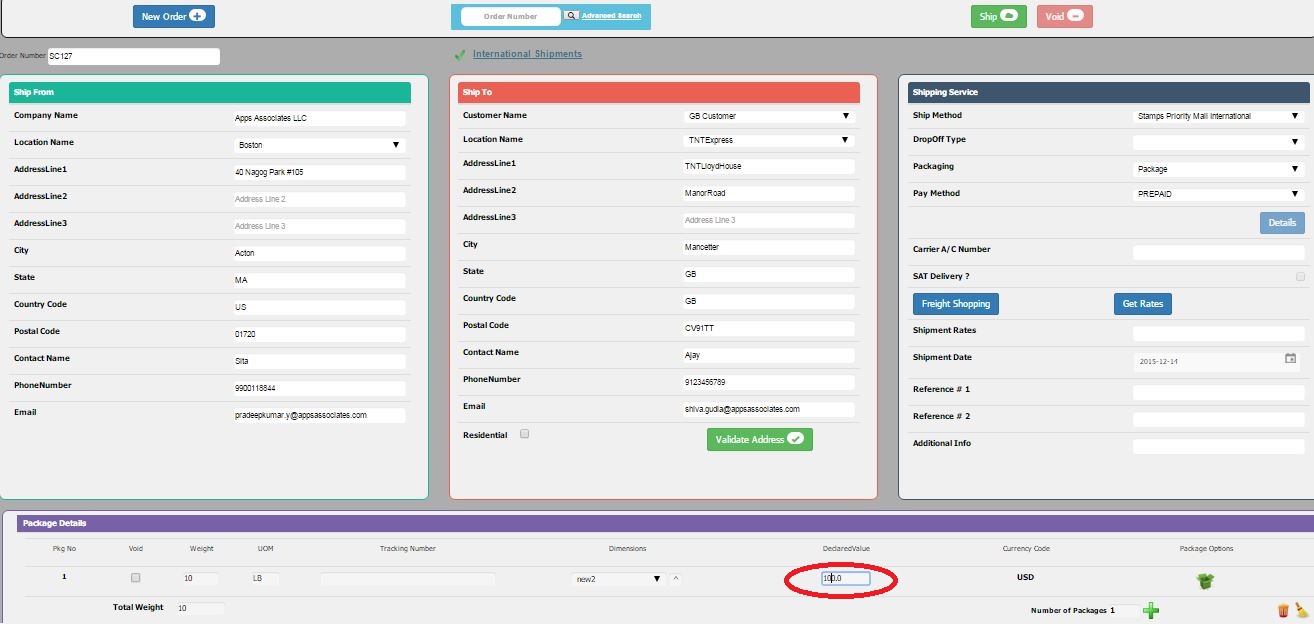 New Order
Order Number
Advanced Search
Ship
Void
Order Number SC127
International Shipments
Ship From
Company Name Apps Associates LLC
Location Name Boston
AddressLine1 40 Nagog Park #105
AddressLine2 Address Line 2
AddressLine3 Address Line 3
City Acton
State MA
Country Code US
Postal Code 01720
Contact Name Sita
PhoneNumber 9900118844
Email pradeepkumar.y@appsassociates.com
Ship To
Customer Name GB Customer
Location Name TNTExpress
AddressLine1 TNTLloydHouse
AddressLine2 ManorRoad
AddressLine3 Address Line 3
City Mancetter
State GB
Country Code GB
Postal Code CV91TT
Contact Name Ajay
PhoneNumber 9123456789
Email shiva.gudla@appsassociates.com
Residential
Validate Address
Shipping Service
Ship Method Stamps Priority Mail International
DropOff Type
Packaging Package
Pay Method PREPAID
Details
Carrier A/C Number
SAT Delivery ?
Freight Shopping Get Rates
Shipment Rates
Shipment Date 2015-12-14
Reference # 1
Reference # 2
Additional Info
Package Details
Pkg No Void Weight UOM Tracking Number Dimensions DeclaredValue Currency Code Package Options
1 10 LB new2 100.0 USD
Total Weight 10 Number of Packages 1